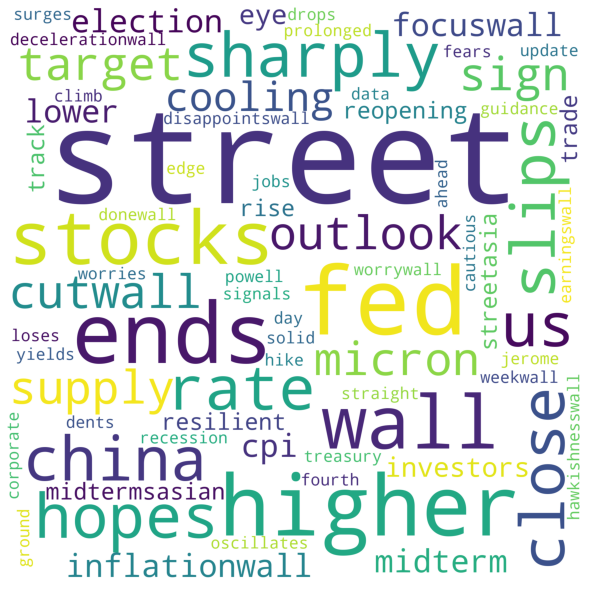 surges
election
eye
drops
prolonged
focuswall
decelerationwall
target
sharply
fears
update
sign
climb
cooling
data
lower
disappointswall
reopening
guidance
trade
track
street
edge
jobs
ahead
slips
donewall
rise
stocks
outlook
cautious
streetasia
earningswall
worries
powell
worrywall
cutwall
signals
fed
loses
ends
day
us
yields
solid
hike
micron
jerome
supply
rate
straight
weekwall
wall
close
hawkishnesswall
corporate
dents
resilient
china
recession
cpi
treasury
investors
midtermsasian
fourth
higher
ground
hopes
oscillates
inflationwall
midterm